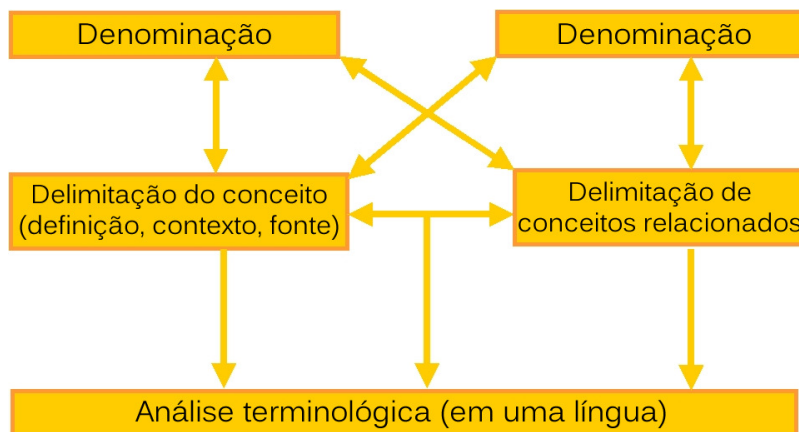 Denominação
Denominação
Delimitação do conceito
(definição, contexto, fonte)
Delimitação de
conceitos relacionados
Análise terminológica (em uma língua)